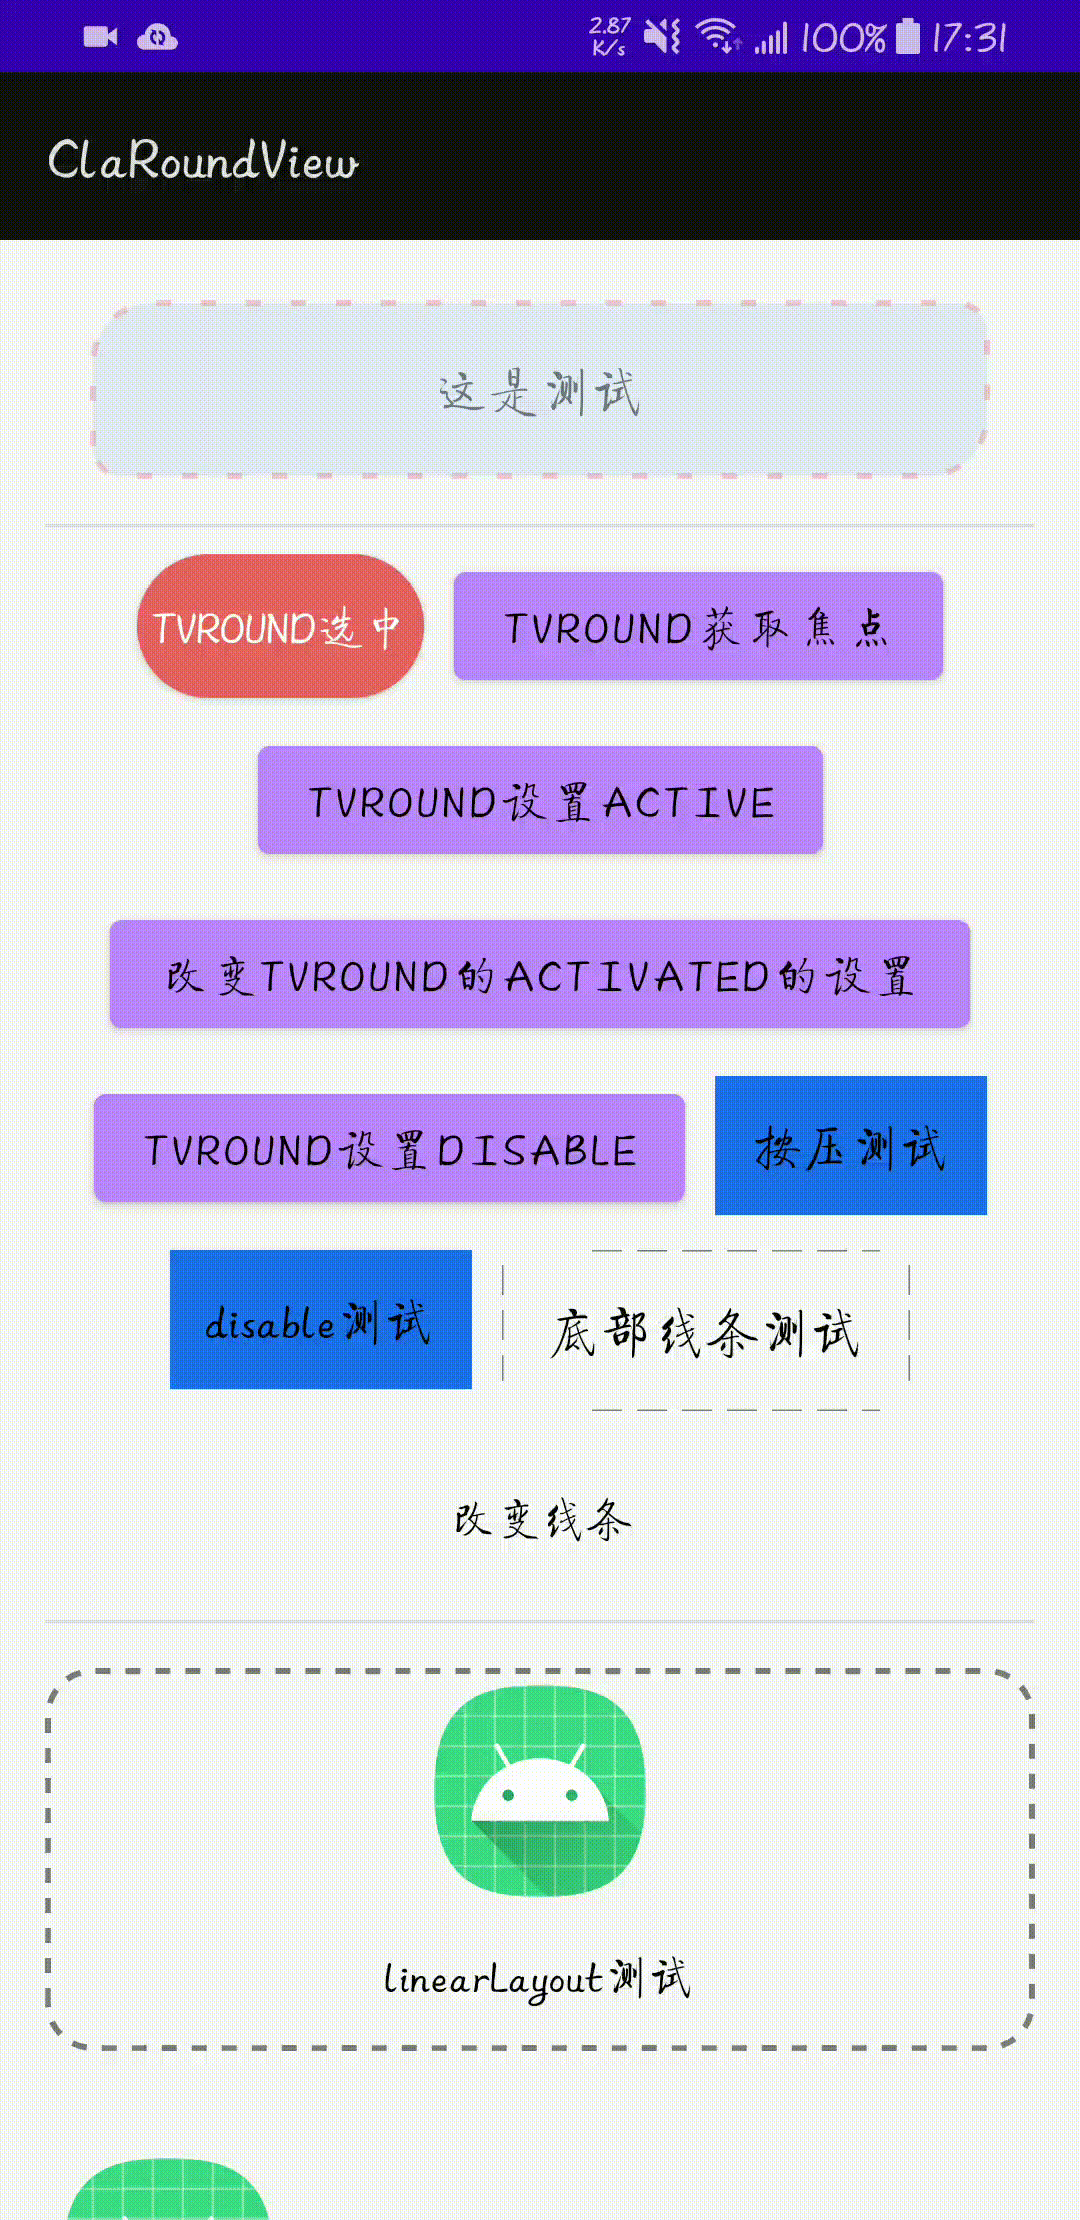 2.87 K/s 100% 17:31
ClaRoundView
这是测试
TVROUND选中 TVROUND获取焦点
TVROUND设置ACTIVE
改变TVROUND的ACTIVATED的设置
TVROUND设置DISABLE 按压测试
disable测试 底部线条测试
改变线条
linearLayout测试